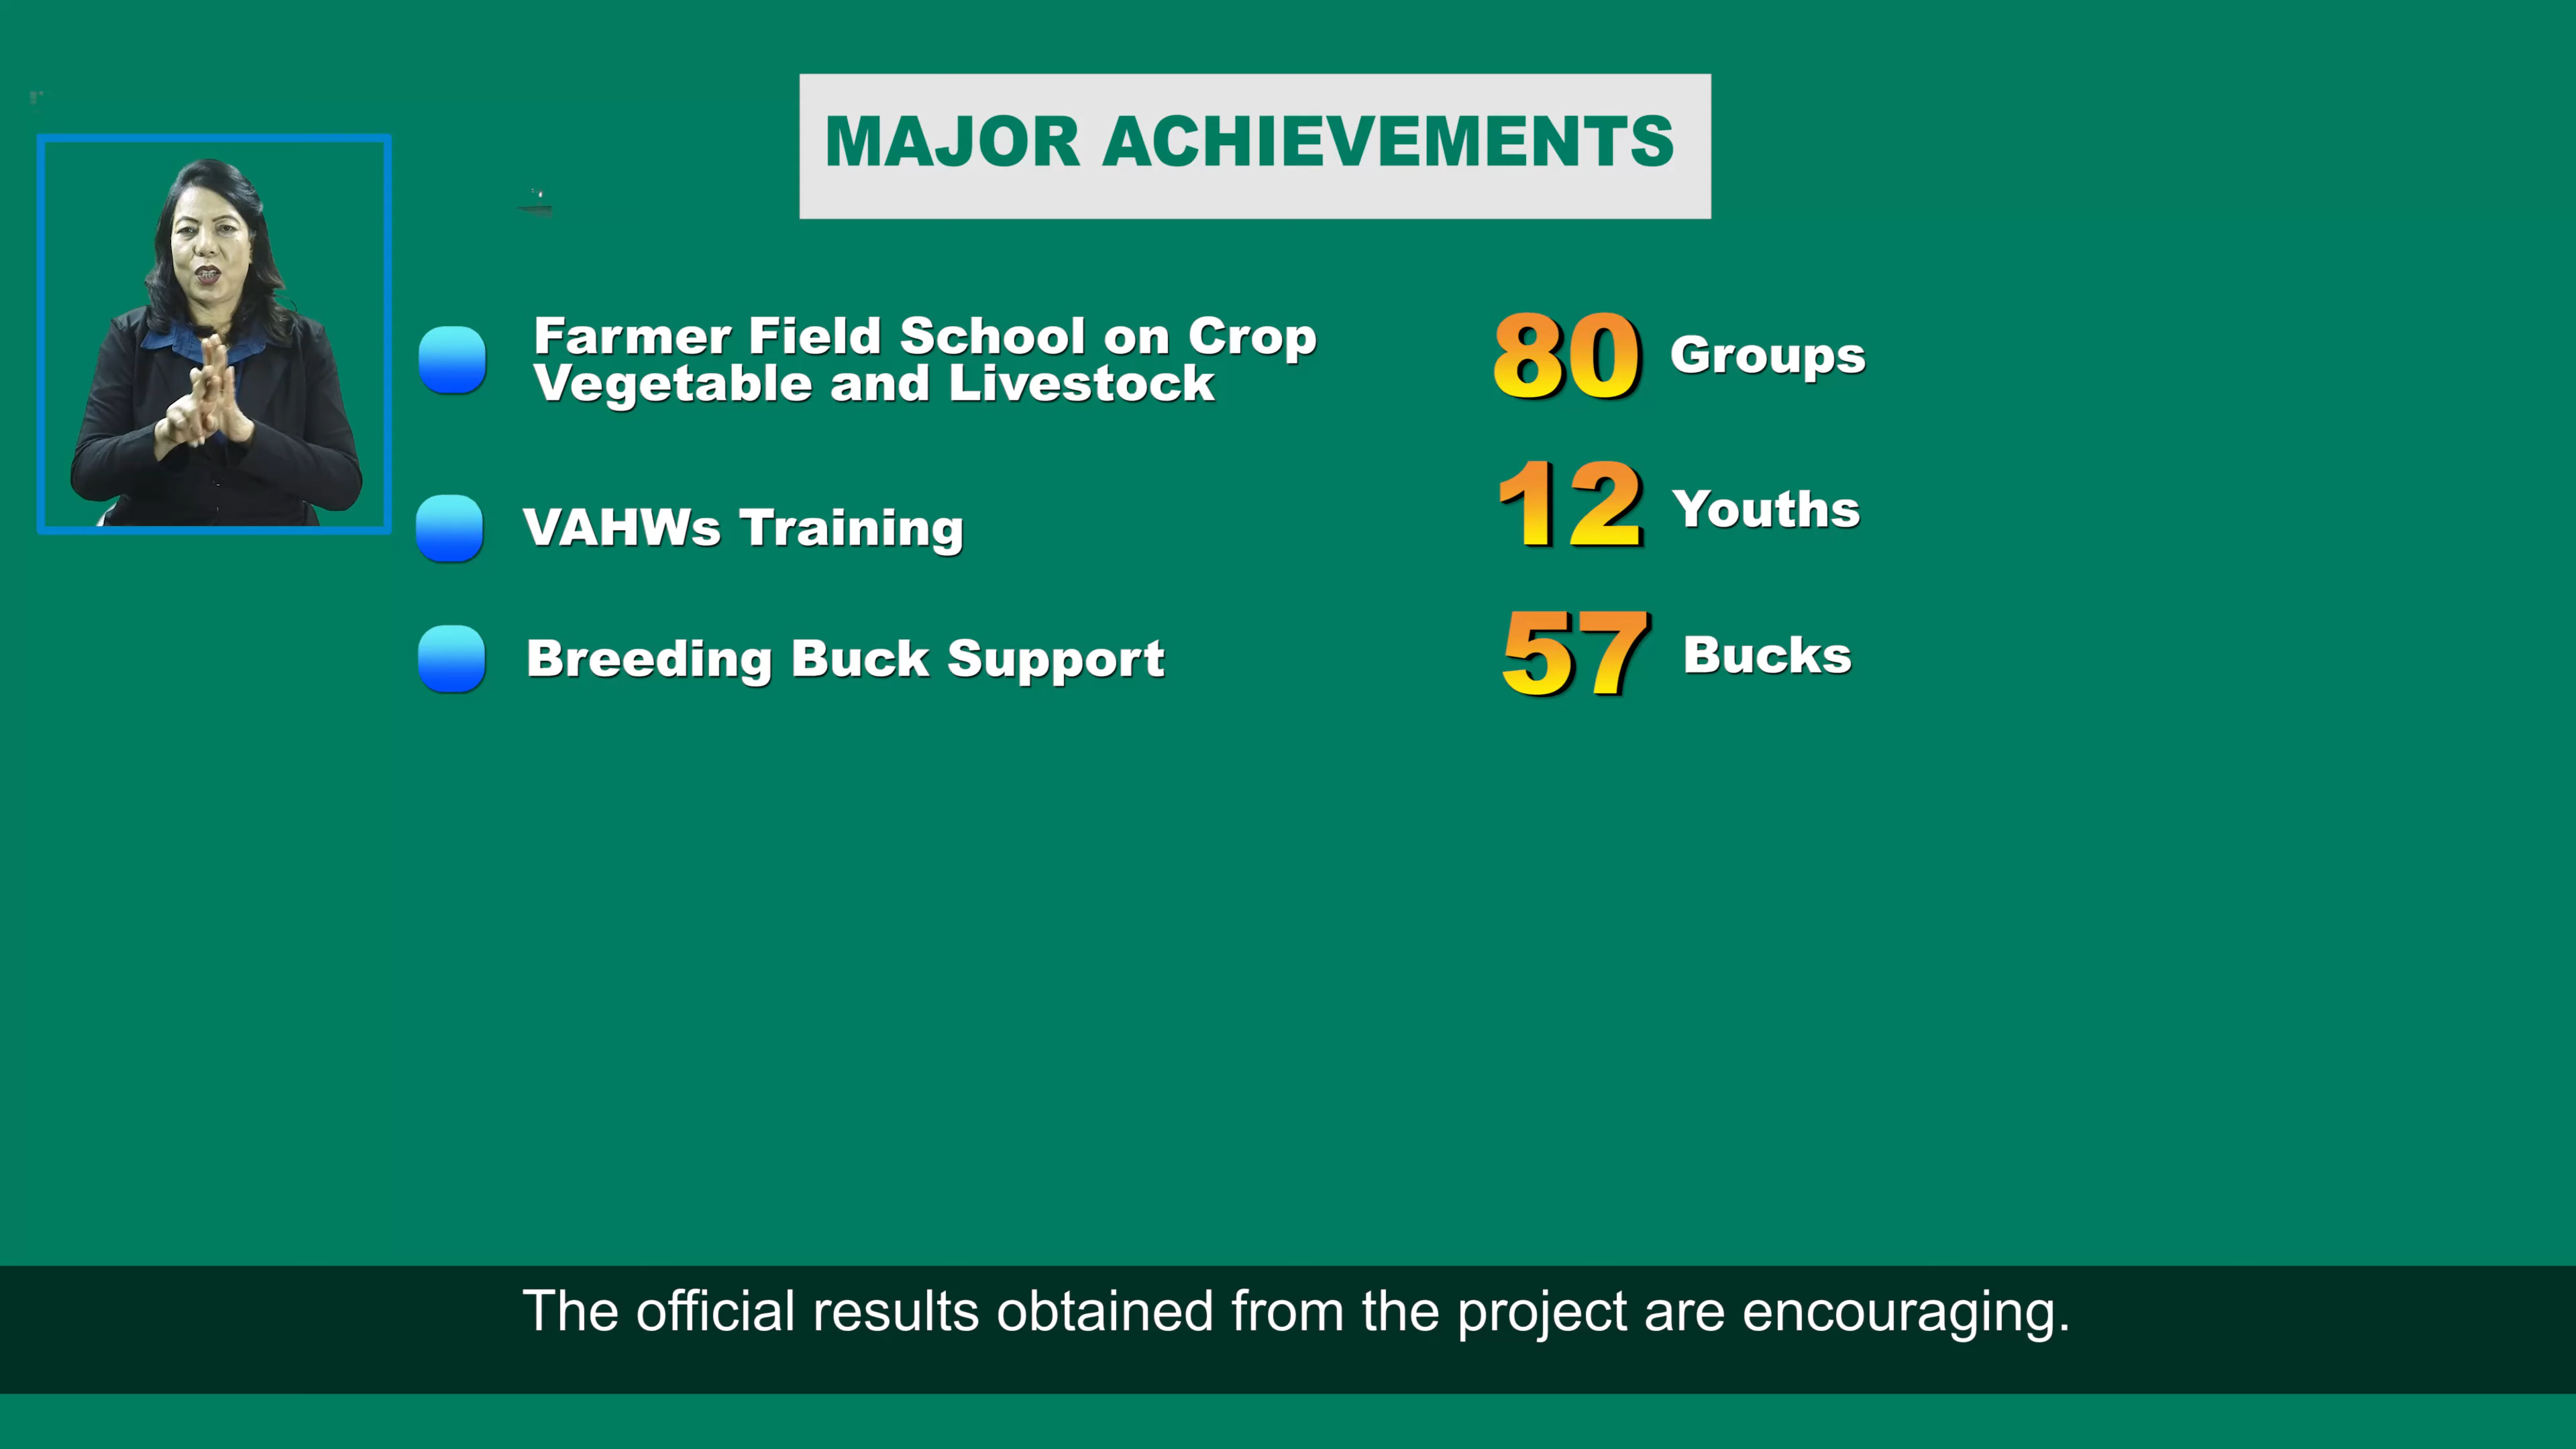 MAJOR ACHIEVEMENTS
Farmer Field School on Crop
Vegetable and Livestock
80 Groups
VAHWs Training
12 Youths
Breeding Buck Support
57 Bucks
The official results obtained from the project are encouraging.